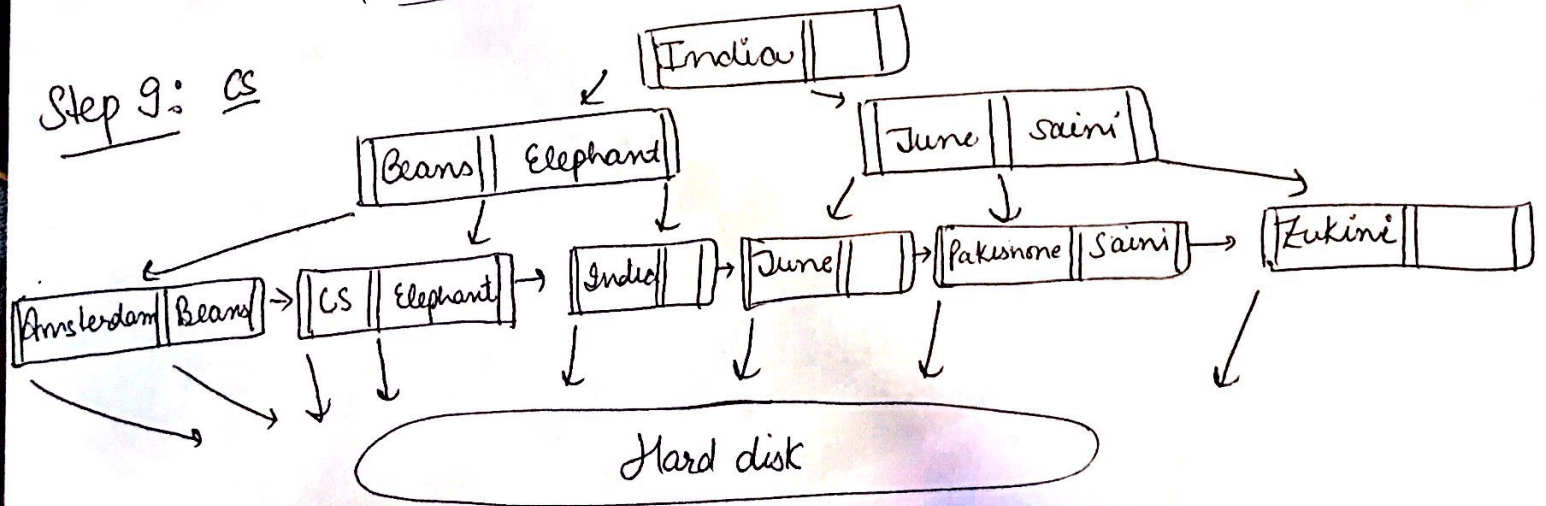 Step 9: CS
India
Beans Elephant
June Saini
Amsterdam Beans
CS Elephant
India
June
Pakisnone Saini
Zukini
Hard disk